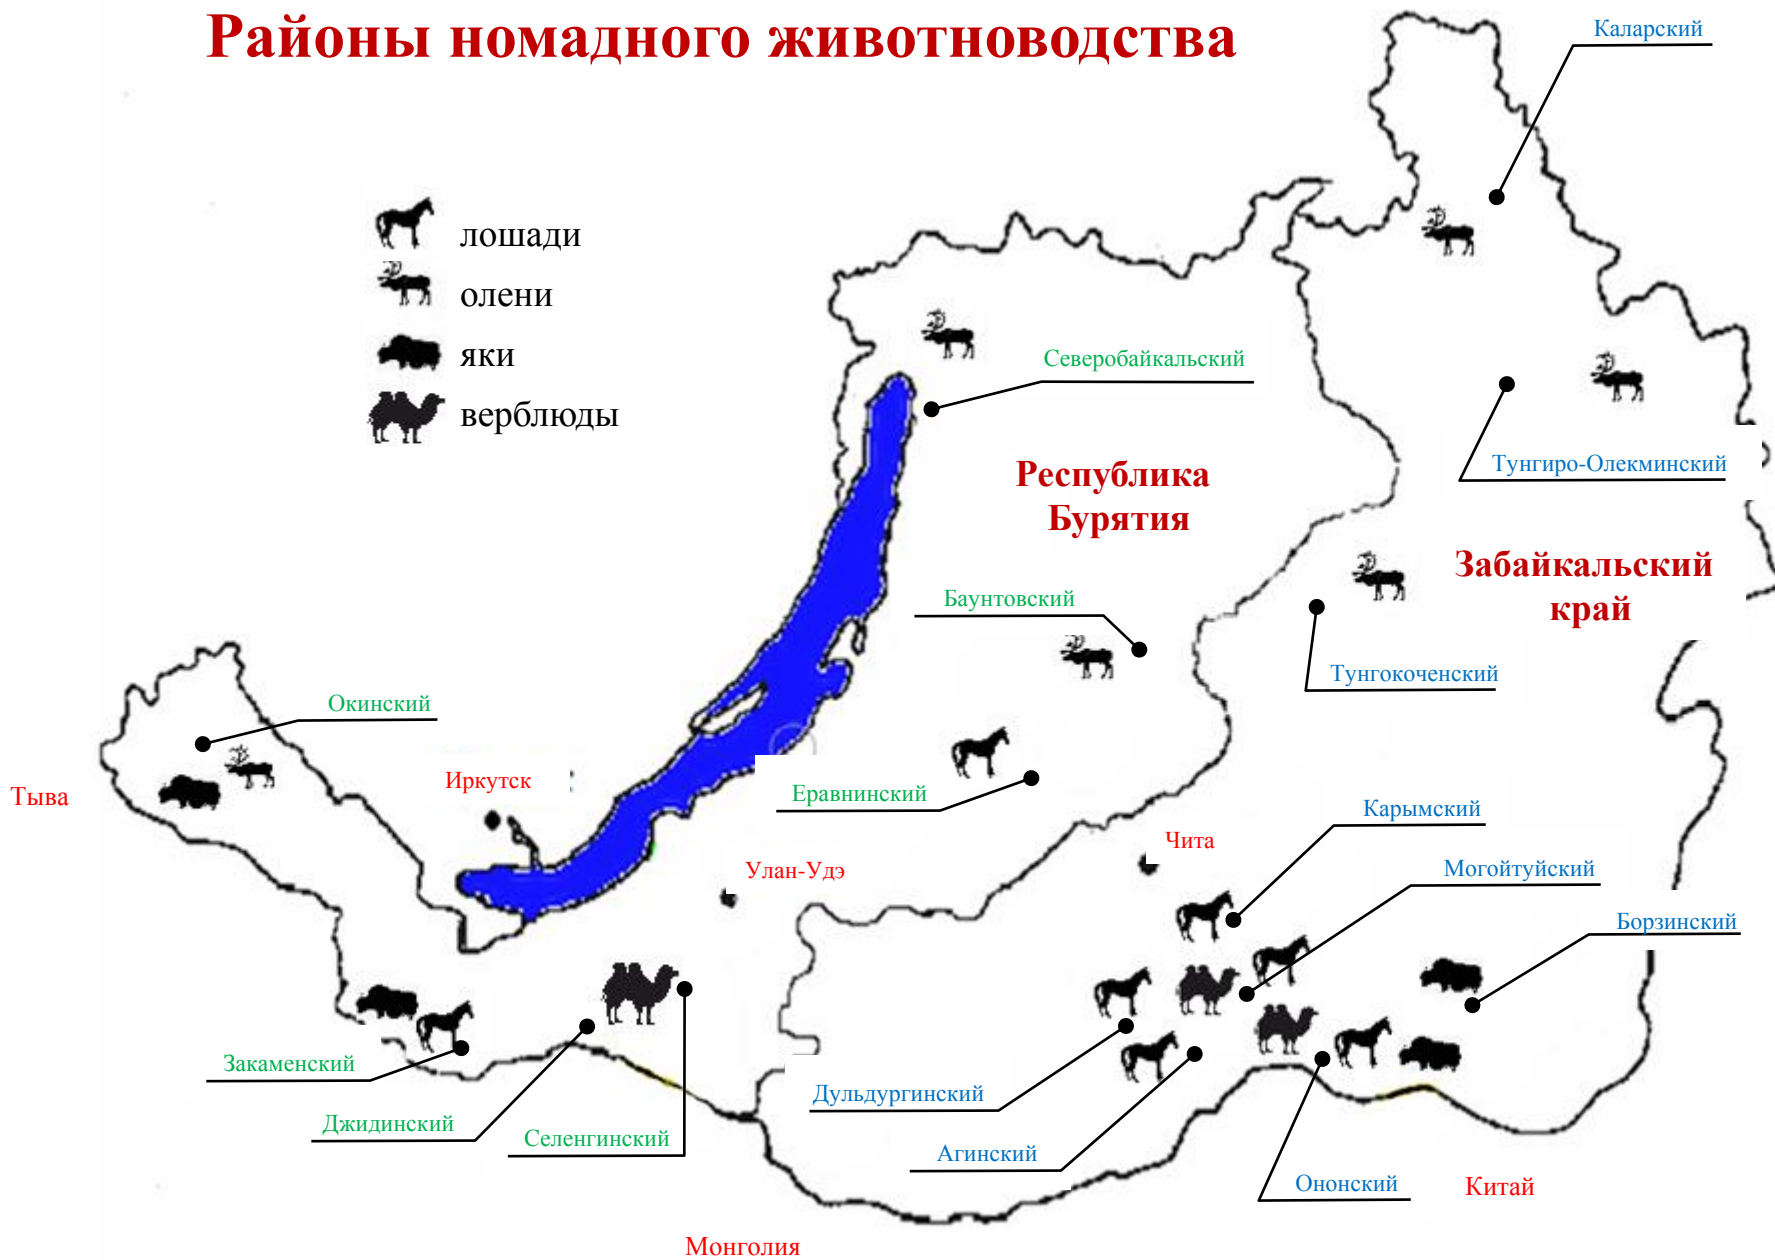 Районы номадного животноводства
Каларский
лошади
олени
яки
верблюды
Северобайкальский
Республика
Бурятия
Тунгиро-Олекминский
Забайкальский
край
Баунтовский
Тунгокоченский
Окинский
Тыва
Иркутск
Еравнинский
Карымский
Чита
Улан-Удэ
Могойтуйский
Борзинский
Закаменский
Джидинский
Селенгинский
Дульдургинский
Агинский
Ононский
Китай
Монголия